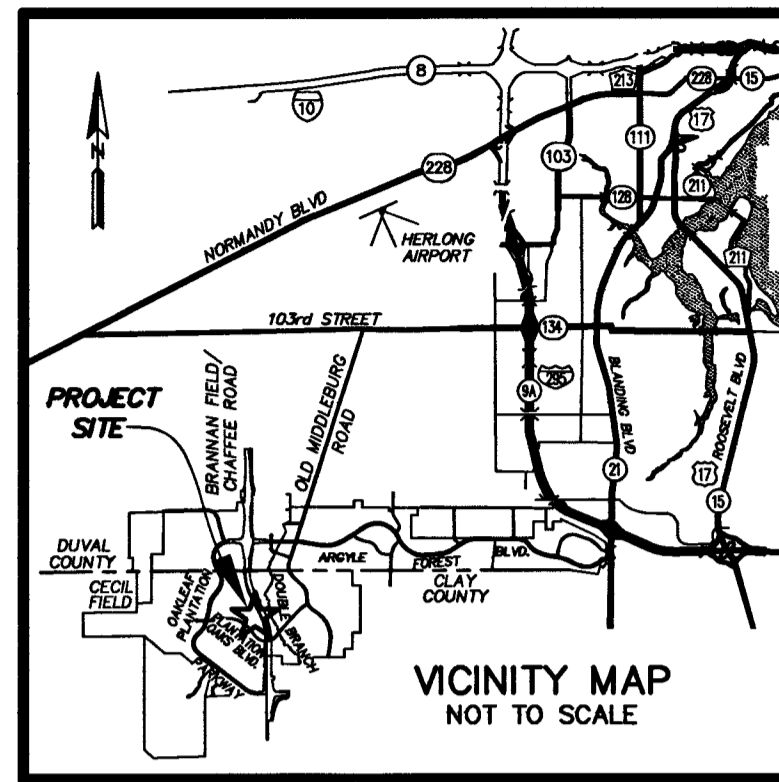 8
10
213
228
15
17
111
103
228
128
211
NORMANDY BLVD
HERLONG
AIRPORT
211
103rd STREET
134
295
9A
BLANDING BLVD
ROOSEVELT BLVD
PROJECT
SITE
BRANNAN FIELD/
CHAFFEE ROAD
OLD MIDDLEBURG
ROAD
21
17
15
DUVAL
COUNTY
ARGYLE FOREST BLVD.
CECIL
FIELD
CLAY
COUNTY
OAKLEAF
PLANTATION
PARKWAY
PLANTATION
OAKS BLVD.
DOUBLE BRANCH
VICINITY MAP
NOT TO SCALE
N